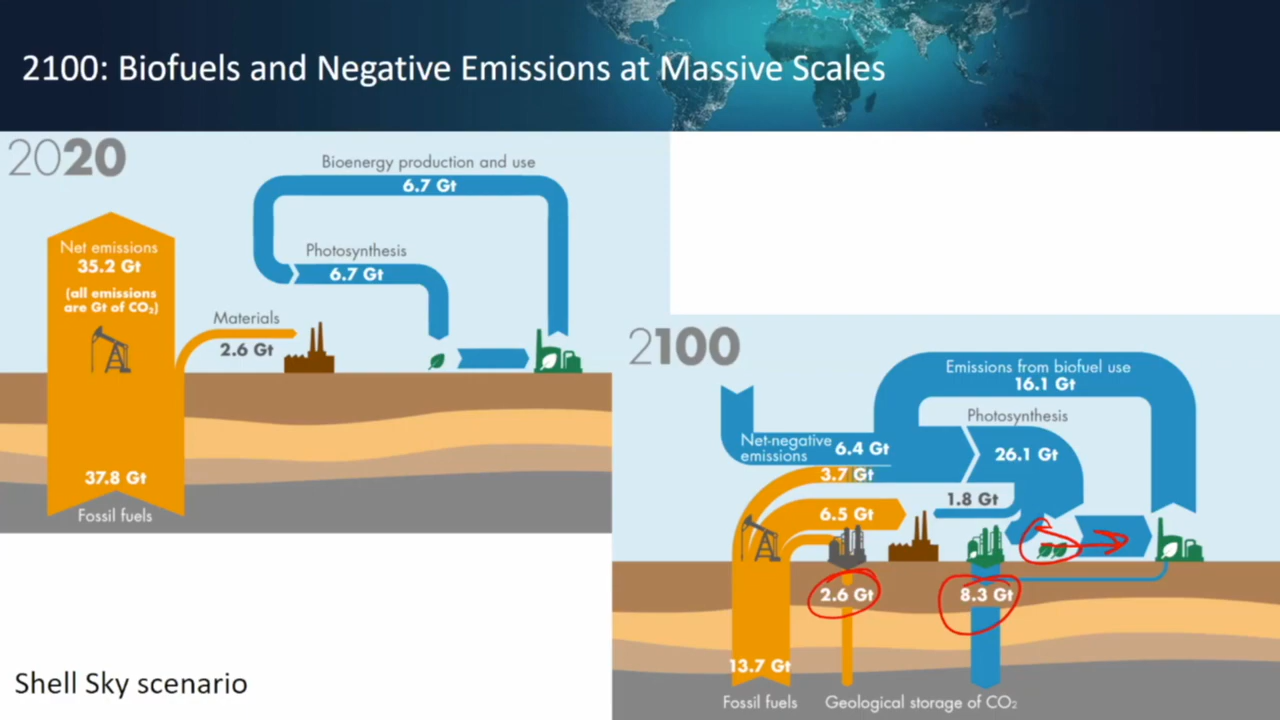 2100: Biofuels and Negative Emissions at Massive Scales
2020
Bioenergy production and use
6.7 Gt
Net emissions
35.2 Gt
(all emissions
are Gt of CO₂)
Photosynthesis
6.7 Gt
Materials
2.6 Gt
37.8 Gt
Fossil fuels
2100
Emissions from biofuel use
16.1 Gt
Photosynthesis
26.1 Gt
Net-negative
emissions
6.4 Gt
3.7 Gt
1.8 Gt
6.5 Gt
2.6 Gt
8.3 Gt
13.7 Gt
Fossil fuels
Geological storage of CO₂
Shell Sky scenario